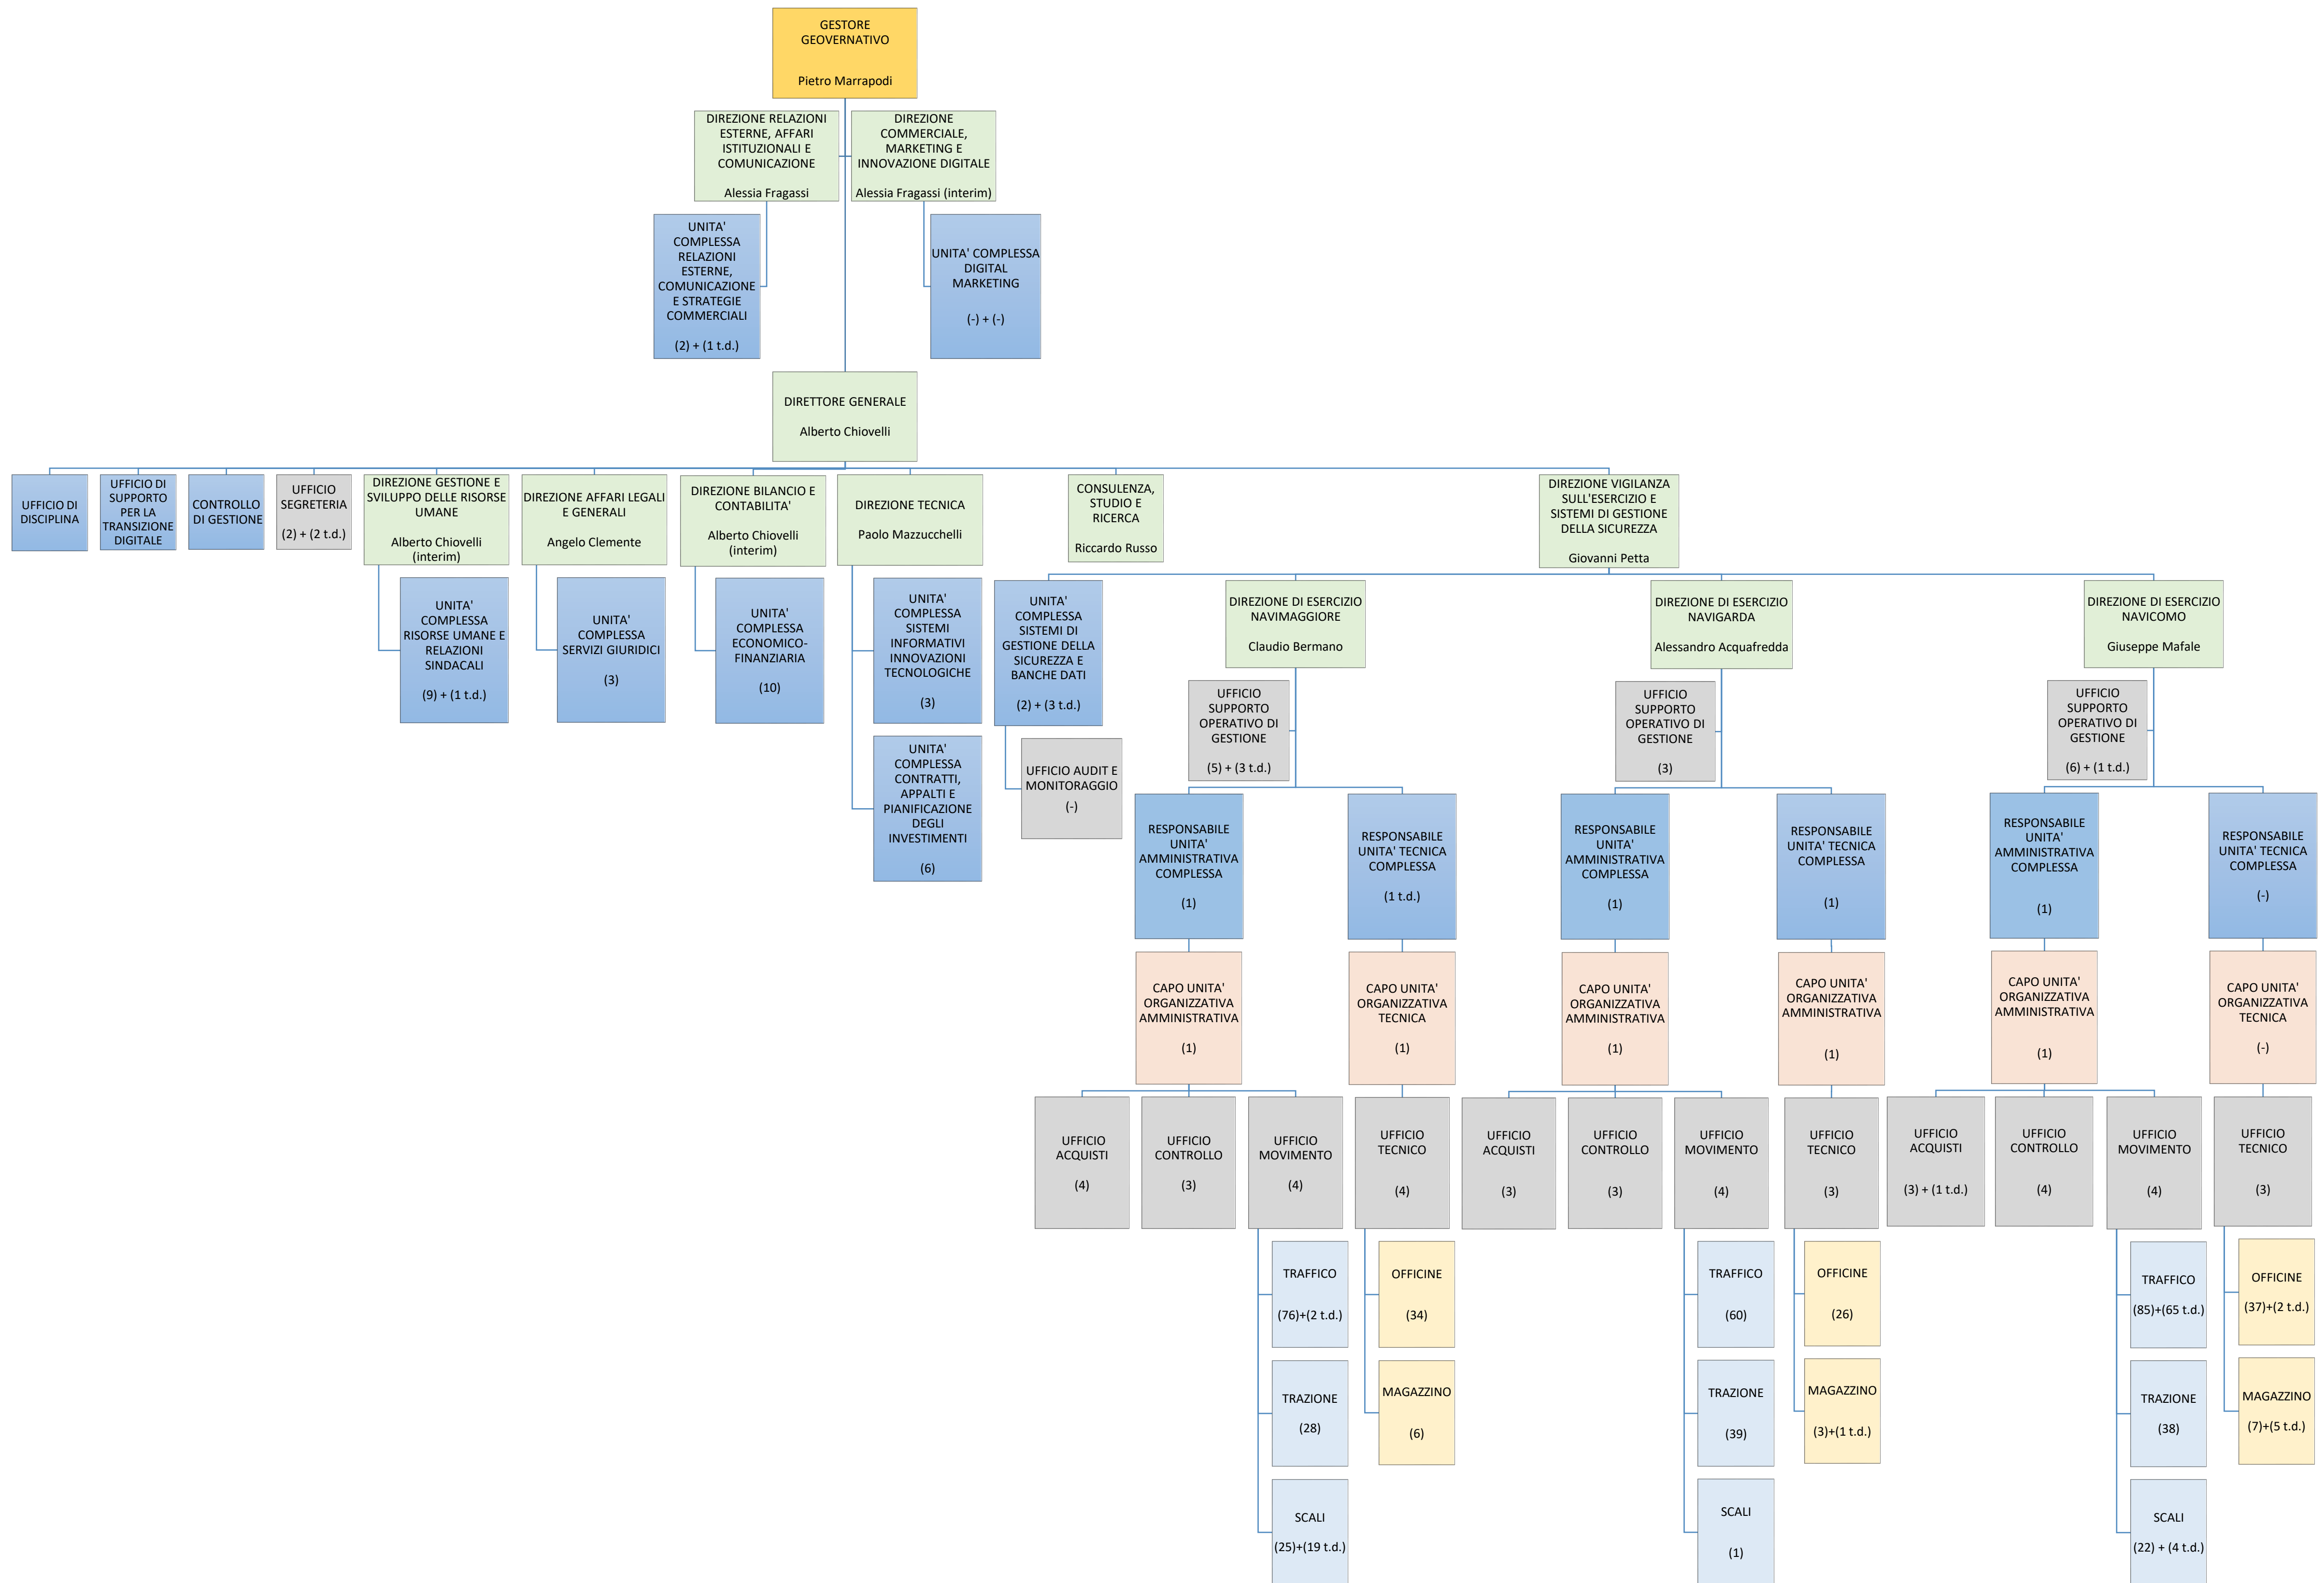 GESTORE
GEOVERNATIVO
Pietro Marrapodi
DIREZIONE RELAZIONI
ESTERNE, AFFARI
ISTITUZIONALI E
COMUNICAZIONE
Alessia Fragassi
DIREZIONE
COMMERCIALE,
MARKETING E
INNOVAZIONE DIGITALE
Alessia Fragassi (interim)
UNITA'
COMPLESSA
RELAZIONI
ESTERNE,
COMUNICAZIONE
E STRATEGIE
COMMERCIALI
(2) + (1 t.d.)
UNITA' COMPLESSA
DIGITAL
MARKETING
(-) + (-)
DIRETTORE GENERALE
Alberto Chiovelli
UFFICIO DI
DISCIPLINA
UFFICIO DI
SUPPORTO
PER LA
TRANSIZIONE
DIGITALE
CONTROLLO
DI GESTIONE
UFFICIO
SEGRETERIA
(2) + (2 t.d.)
DIREZIONE GESTIONE E
SVILUPPO DELLE RISORSE
UMANE
Alberto Chiovelli
(interim)
DIREZIONE AFFARI LEGALI
E GENERALI
Angelo Clemente
DIREZIONE BILANCIO E
CONTABILITA'
Alberto Chiovelli
(interim)
DIREZIONE TECNICA
Paolo Mazzucchelli
CONSULENZA,
STUDIO E
RICERCA
Riccardo Russo
DIREZIONE VIGILANZA
SULL'ESERCIZIO E
SISTEMI DI GESTIONE
DELLA SICUREZZA
Giovanni Petta
UNITA'
COMPLESSA
RISORSE UMANE E
RELAZIONI
SINDACALI
(9) + (1 t.d.)
UNITA'
COMPLESSA
SERVIZI GIURIDICI
(3)
UNITA'
COMPLESSA
ECONOMICO-
FINANZIARIA
(10)
UNITA'
COMPLESSA
SISTEMI
INFORMATIVI
INNOVAZIONI
TECNOLOGICHE
(3)
UNITA'
COMPLESSA
CONTRATTI,
APPALTI E
PIANIFICAZIONE
DEGLI
INVESTIMENTI
(6)
UNITA'
COMPLESSA
SISTEMI DI
GESTIONE DELLA
SICUREZZA E
BANCHE DATI
(2) + (3 t.d.)
UFFICIO AUDIT E
MONITORAGGIO
(-)
DIREZIONE DI ESERCIZIO
NAVIMAGGIORE
Claudio Bermano
DIREZIONE DI ESERCIZIO
NAVIGARDA
Alessandro Acquafredda
DIREZIONE DI ESERCIZIO
NAVICOMO
Giuseppe Mafale
UFFICIO
SUPPORTO
OPERATIVO DI
GESTIONE
(5) + (3 t.d.)
UFFICIO
SUPPORTO
OPERATIVO DI
GESTIONE
(3)
UFFICIO
SUPPORTO
OPERATIVO DI
GESTIONE
(6) + (1 t.d.)
RESPONSABILE
UNITA'
AMMINISTRATIVA
COMPLESSA
(1)
RESPONSABILE
UNITA' TECNICA
COMPLESSA
(1 t.d.)
RESPONSABILE
UNITA'
AMMINISTRATIVA
COMPLESSA
(1)
RESPONSABILE
UNITA' TECNICA
COMPLESSA
(1)
RESPONSABILE
UNITA'
AMMINISTRATIVA
COMPLESSA
(1)
RESPONSABILE
UNITA' TECNICA
COMPLESSA
(-)
CAPO UNITA'
ORGANIZZATIVA
AMMINISTRATIVA
(1)
CAPO UNITA'
ORGANIZZATIVA
TECNICA
(1)
CAPO UNITA'
ORGANIZZATIVA
AMMINISTRATIVA
(1)
CAPO UNITA'
ORGANIZZATIVA
AMMINISTRATIVA
(1)
CAPO UNITA'
ORGANIZZATIVA
AMMINISTRATIVA
(1)
CAPO UNITA'
ORGANIZZATIVA
TECNICA
(-)
UFFICIO
ACQUISTI
(4)
UFFICIO
CONTROLLO
(3)
UFFICIO
MOVIMENTO
(4)
UFFICIO
TECNICO
(4)
UFFICIO
ACQUISTI
(3)
UFFICIO
CONTROLLO
(3)
UFFICIO
MOVIMENTO
(4)
UFFICIO
TECNICO
(3)
UFFICIO
ACQUISTI
(3) + (1 t.d.)
UFFICIO
CONTROLLO
(4)
UFFICIO
MOVIMENTO
(4)
UFFICIO
TECNICO
(3)
TRAFFICO
(76)+(2 t.d.)
OFFICINE
(34)
TRAFFICO
(60)
OFFICINE
(26)
TRAFFICO
(85)+(65 t.d.)
OFFICINE
(37)+(2 t.d.)
TRAZIONE
(28)
MAGAZZINO
(6)
TRAZIONE
(39)
MAGAZZINO
(3)+(1 t.d.)
TRAZIONE
(38)
MAGAZZINO
(7)+(5 t.d.)
SCALI
(25)+(19 t.d.)
SCALI
(1)
SCALI
(22) + (4 t.d.)